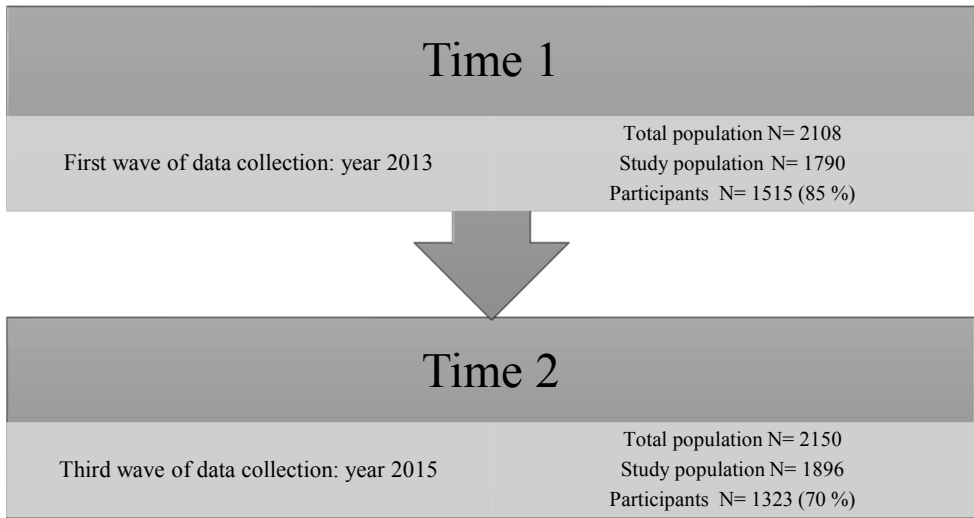 Time 1
First wave of data collection: year 2013
Total population N= 2108
Study population N= 1790
Participants N= 1515 (85 %)
Time 2
Third wave of data collection: year 2015
Total population N= 2150
Study population N= 1896
Participants N= 1323 (70 %)